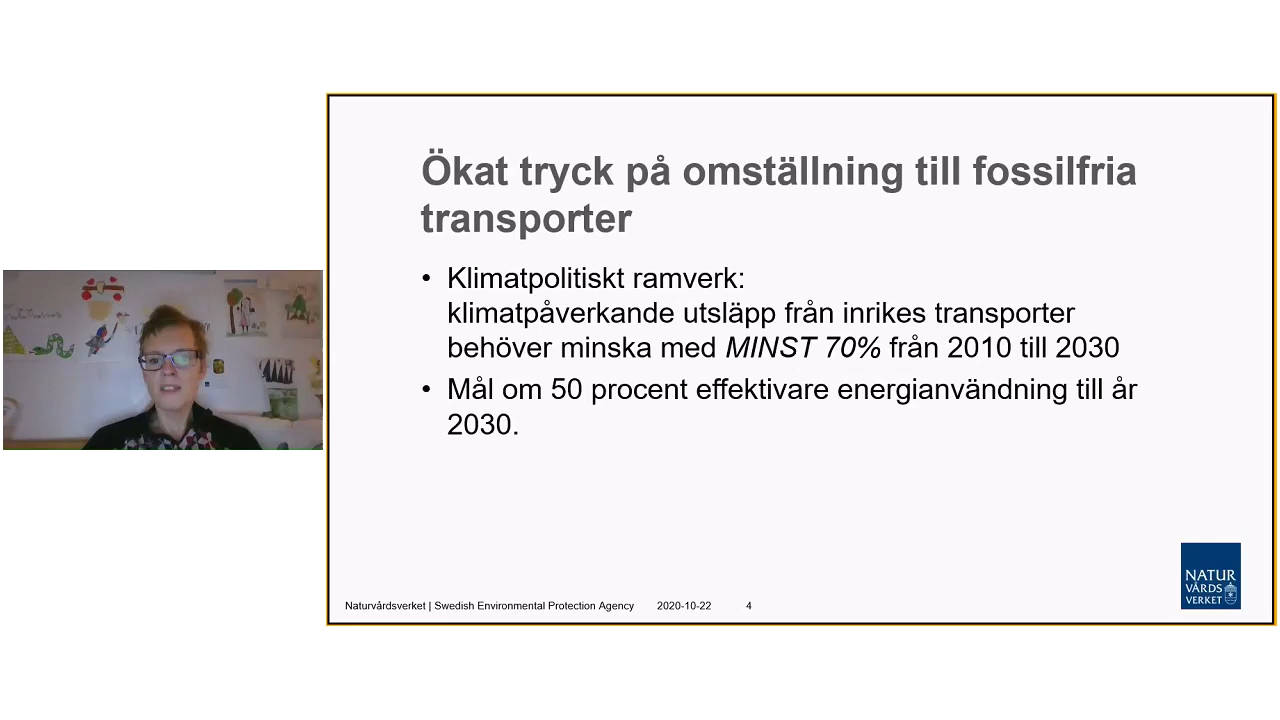 Ökat tryck på omställning till fossilfria
transporter
• Klimatpolitiskt ramverk:
klimatpåverkande utsläpp från inrikes transporter
behöver minska med MINST 70% från 2010 till 2030
• Mål om 50 procent effektivare energianvändning till år
2030.
NATUR
VÅRDS
VERKET
Naturvårdsverket | Swedish Environmental Protection Agency 2020-10-22 4